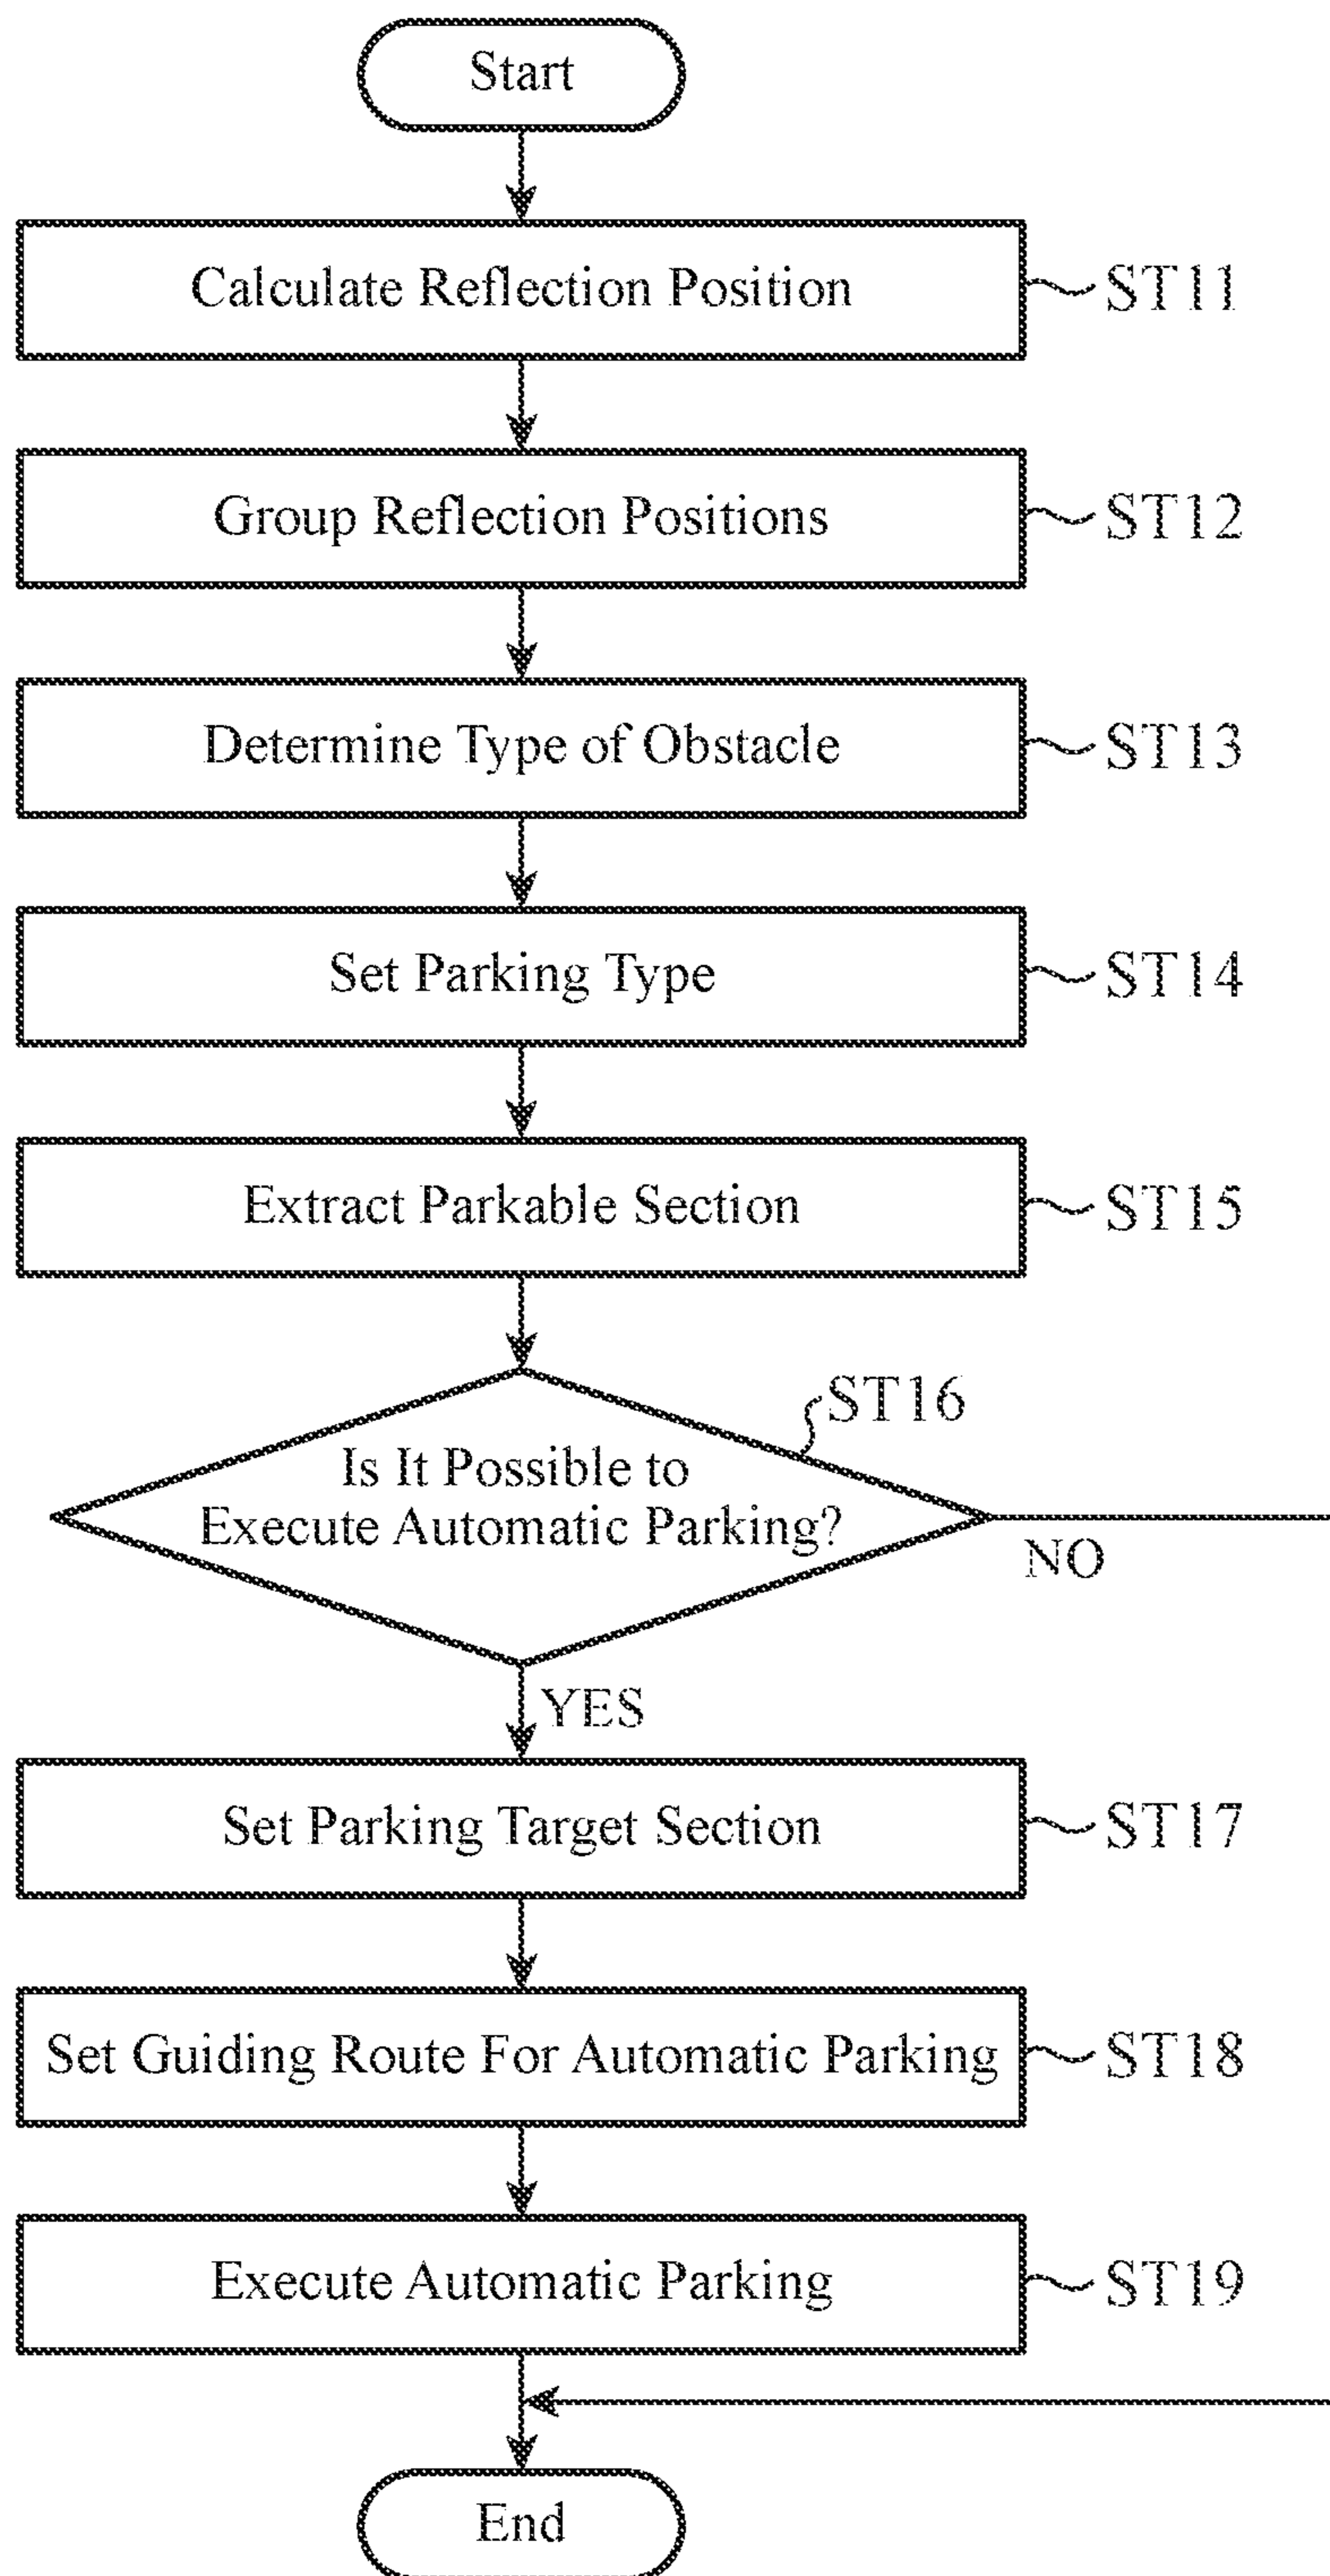 Start
Calculate Reflection Position
ST11
Group Reflection Positions
ST12
Determine Type of Obstacle
ST13
Set Parking Type
ST14
Extract Parkable Section
ST15
ST16
Is It Possible to
Execute Automatic Parking?
NO
YES
Set Parking Target Section
ST17
Set Guiding Route For Automatic Parking
ST18
Execute Automatic Parking
ST19
End